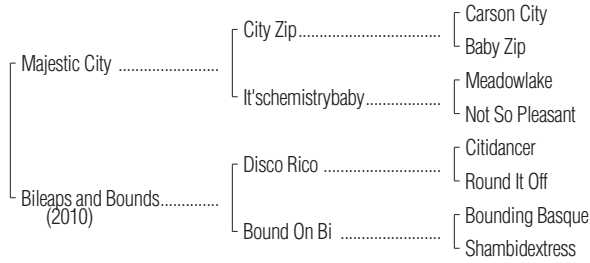 Carson City
City Zip....................................
Baby Zip
Majestic City .........................
Meadowlake
It'schemistrybaby...................
Not So Pleasant
Citidancer
Disco Rico .............................
Round It Off
Bileaps and Bounds..............
(2010)
Bounding Basque
Bound On Bi .........................
Shambidextress